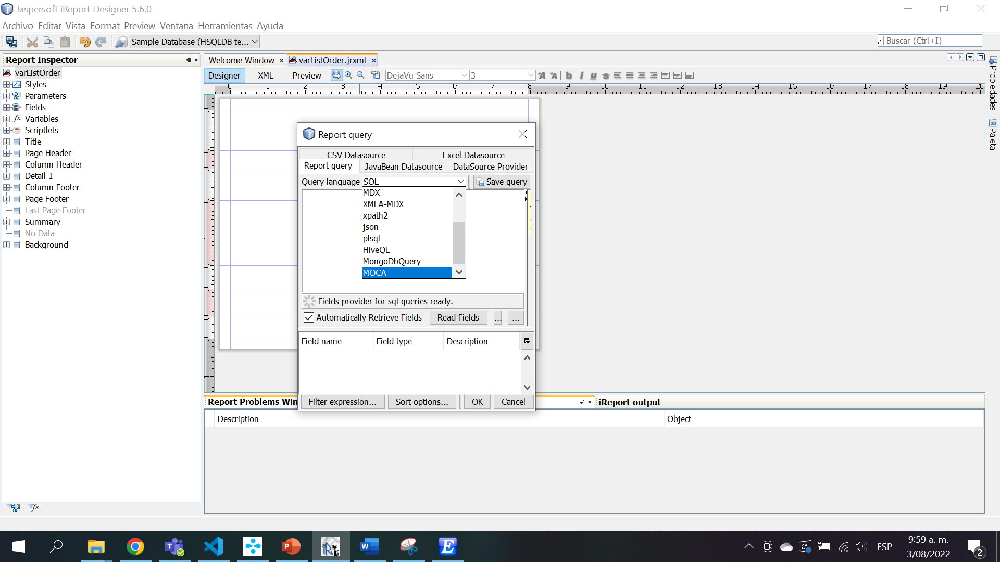 Jaspersoft iReport Designer 5.6.0
Archivo Editar Vista Format Preview Ventana Herramientas Ayuda
Sample Database (HSQLDB te...
Buscar (Ctrl+I)
Report Inspector
varListOrder
Styles
Parameters
Fields
Variables
Scriptlets
Title
Page Header
Column Header
Detail 1
Column Footer
Page Footer
Last Page Footer
Summary
No Data
Background
Welcome Window
varListOrder.jrxml
Designer XML Preview
DejaVu Sans 3
0 1 2 3 4 5 6 7 8 9 10 11 12 13 14 15 16 17 18 19 20
Propiedades
Paleta
Report query
CSV Datasource Excel Datasource
Report query JavaBean Datasource DataSource Provider
Query language SQL Save query
MDX
XMLA-MDX
xpath2
json
plsql
HiveQL
MongoDbQuery
MOCA
Fields provider for sql queries ready.
Automatically Retrieve Fields Read Fields ... ...
Field name Field type Description
Filter expression... Sort options... OK Cancel
Report Problems Win
iReport output
Description Object
ESP
9:59 a. m.
3/08/2022
2